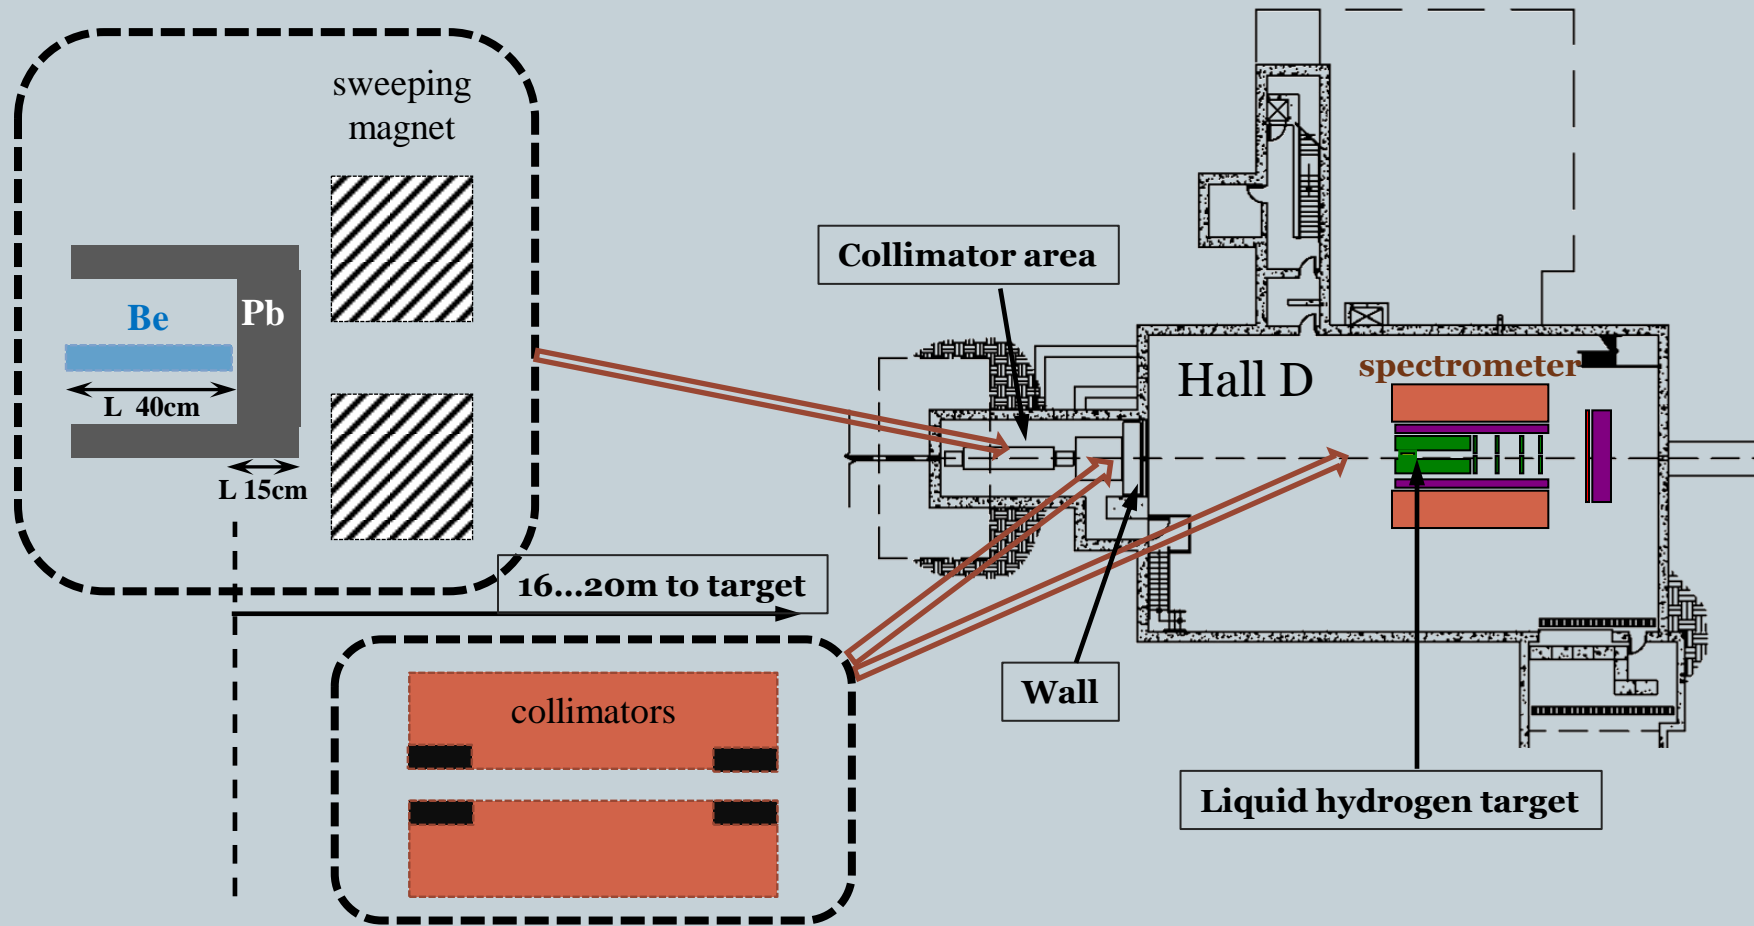 sweeping
magnet
Be
Pb
L 40cm
L 15cm
Collimator area
Hall D
spectrometer
16...20m to target
collimators
Wall
Liquid hydrogen target